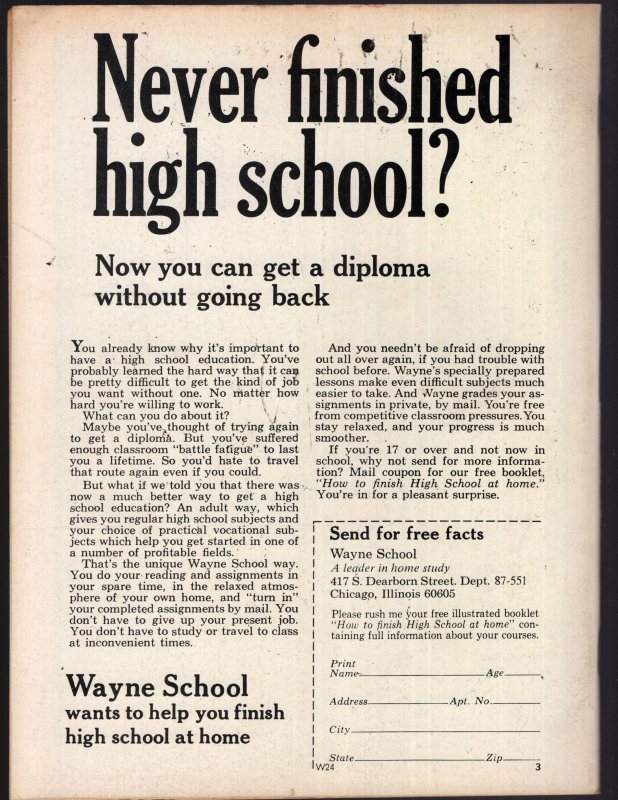 Never finished
high school?
Now you can get a diploma
without going back
You already know why it's important to
have a high school education. You've
probably learned the hard way that it can
be pretty difficult to get the kind of job
you want without one. No matter how
hard you're willing to work.
What can you do about it?
Maybe you've thought of trying again
to get a diploma. But you've suffered
enough classroom "battle fatigue" to last
you a lifetime. So you'd hate to travel
that route again even if you could.
But what if we told you that there was
now a much better way to get a high
school education? An adult way, which
gives you regular high school subjects and
your choice of practical vocational sub-
jects which help you get started in one of
a number of profitable fields.
That's the unique Wayne School way.
You do your reading and assignments in
your spare time, in the relaxed atmos-
phere of your own home, and "turn in"
your completed assignments by mail. You
don't have to give up your present job.
You don't have to study or travel to class
at inconvenient times.
Wayne School
wants to help you finish
high school at home
And you needn't be afraid of dropping
out all over again, if you had trouble with
school before. Wayne's specially prepared
lessons make even difficult subjects much
easier to take. And Wayne grades your as-
signments in private, by mail. You're free
from competitive classroom pressures. You
stay relaxed, and your progress is much
smoother.
If you're 17 or over and not now in
school, why not send for more informa-
tion? Mail coupon for our free booklet,
"How to finish High School at home."
You're in for a pleasant surprise.
Send for free facts
Wayne School
A leader in home study
417 S. Dearborn Street. Dept. 87-551
Chicago, Illinois 60605
Please rush me your free illustrated booklet
"How to finish High School at home" con-
taining full information about your courses.
Print
Name Age
Address Apt. No.
City
State Zip
W24 3